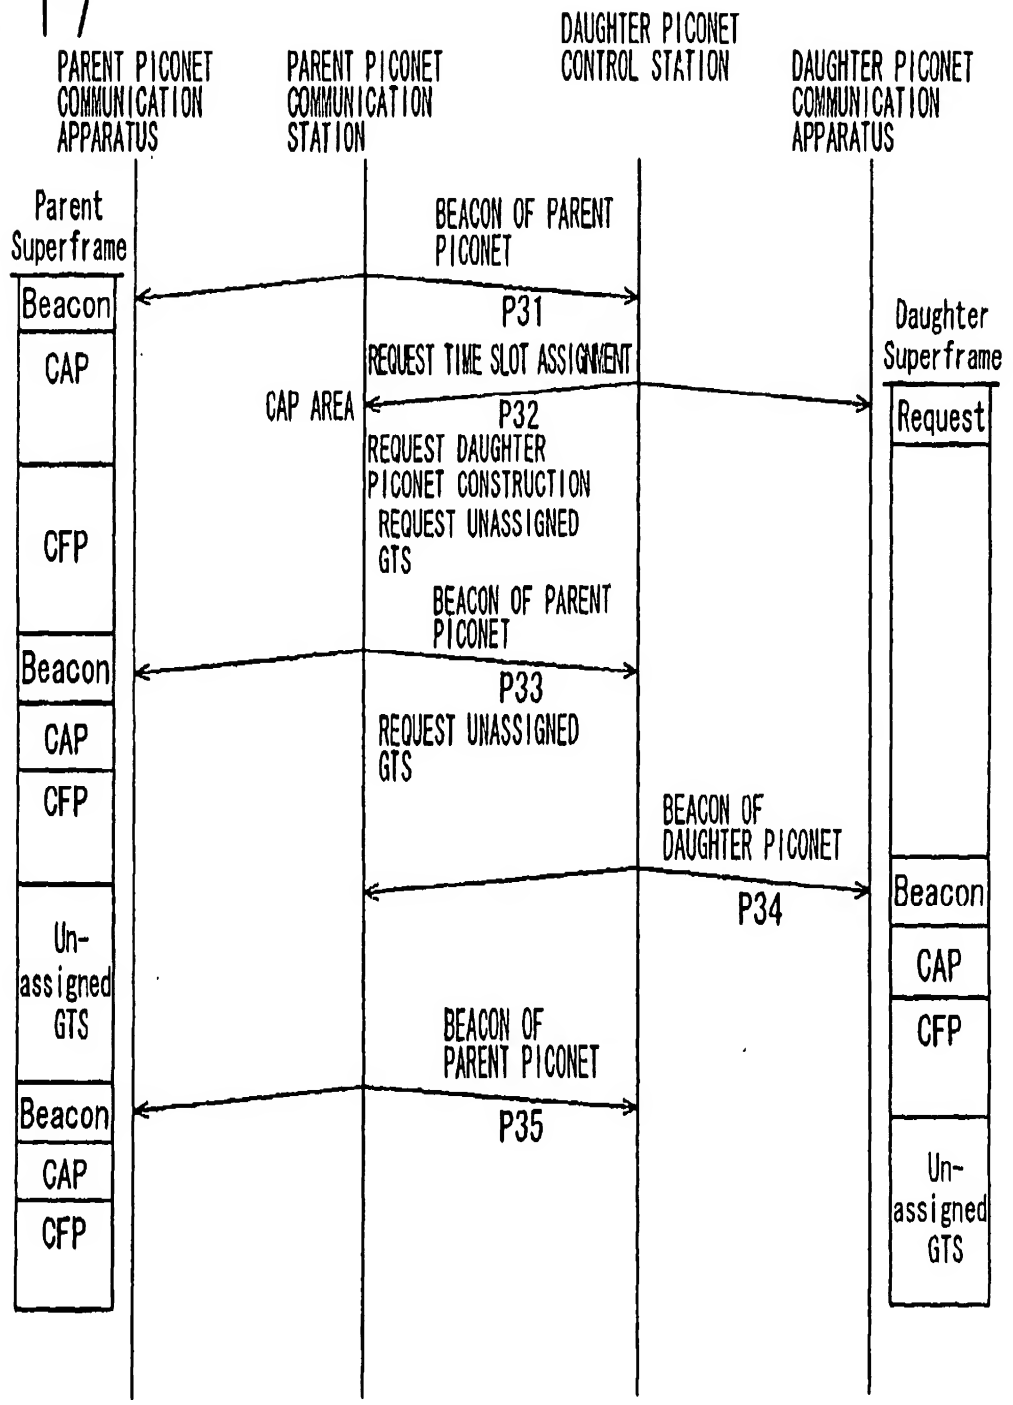 17
PARENT PICONET
COMMUNICATION
APPARATUS
PARENT PICONET
COMMUNICATION
STATION
DAUGHTER PICONET
CONTROL STATION
DAUGHTER PICONET
COMMUNICATION
APPARATUS
Parent
Superframe
BEACON OF PARENT
PICONET
Beacon
P31
Daughter
Superframe
CAP
REQUEST TIME SLOT ASSIGNMENT
CAP AREA
P32
Request
REQUEST DAUGHTER
PICONET CONSTRUCTION
CFP
REQUEST UNASSIGNED
GTS
BEACON OF PARENT
PICONET
Beacon
P33
CAP
REQUEST UNASSIGNED
GTS
CFP
BEACON OF
DAUGHTER PICONET
P34
Beacon
Un-
assigned
GTS
CAP
CFP
BEACON OF
PARENT PICONET
Beacon
P35
CAP
CFP
Un-
assigned
GTS